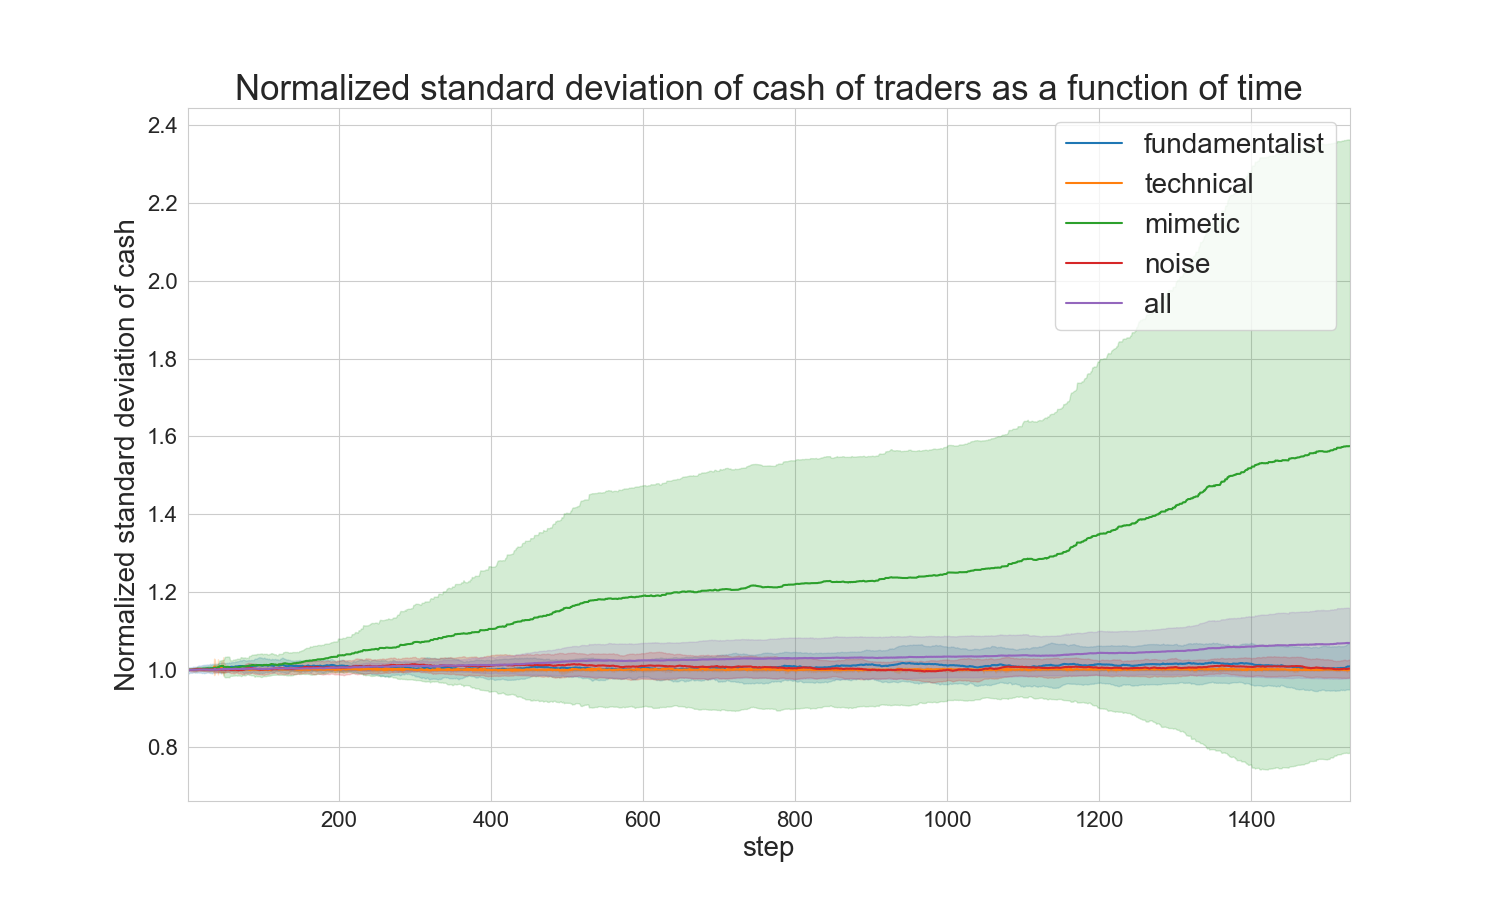 Normalized standard deviation of cash of traders as a function of time
Normalized standard deviation of cash
2.4
2.2
2.0
1.8
1.6
1.4
1.2
1.0
0.8
fundamentalist
technical
mimetic
noise
all
200
400
600
800
1000
1200
1400
step